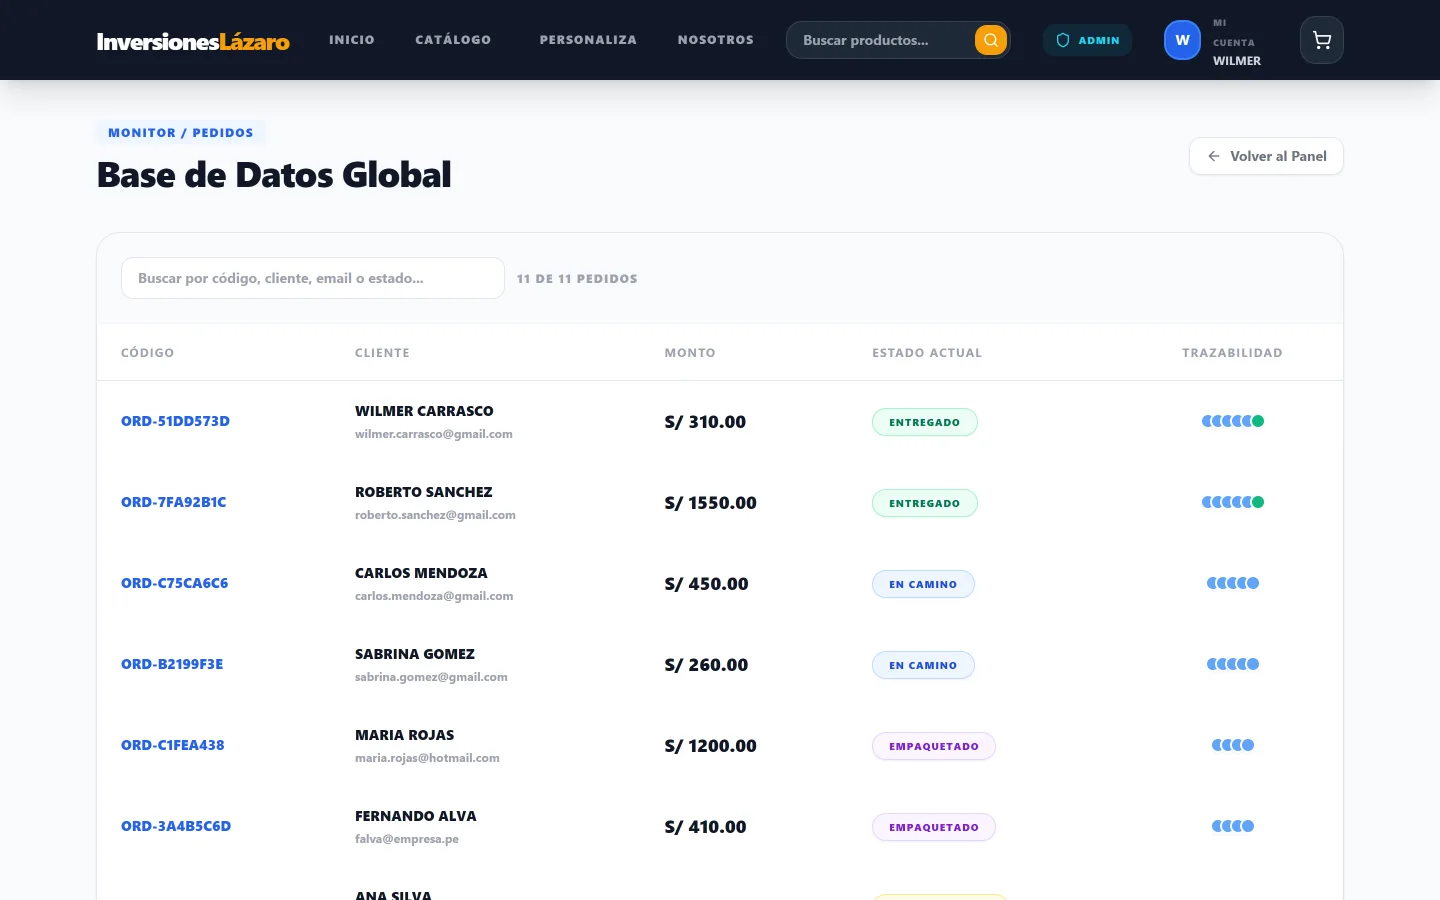 InversionesLázaro
INICIO
CATÁLOGO
PERSONALIZA
NOSOTROS
Buscar productos...
ADMIN
W
MI
CUENTA
WILMER
MONITOR / PEDIDOS
Base de Datos Global
Volver al Panel
Buscar por código, cliente, email o estado...
11 DE 11 PEDIDOS
CÓDIGO CLIENTE MONTO ESTADO ACTUAL TRAZABILIDAD
ORD-51DD573D
WILMER CARRASCO
wilmer.carrasco@gmail.com
S/ 310.00
ENTREGADO
ORD-7FA92B1C
ROBERTO SANCHEZ
roberto.sanchez@gmail.com
S/ 1550.00
ENTREGADO
ORD-C75CA6C6
CARLOS MENDOZA
carlos.mendoza@gmail.com
S/ 450.00
EN CAMINO
ORD-B2199F3E
SABRINA GOMEZ
sabrina.gomez@gmail.com
S/ 260.00
EN CAMINO
ORD-C1FEA438
MARIA ROJAS
maria.rojas@hotmail.com
S/ 1200.00
EMPAQUETADO
ORD-3A4B5C6D
FERNANDO ALVA
falva@empresa.pe
S/ 410.00
EMPAQUETADO
ANA SILVA